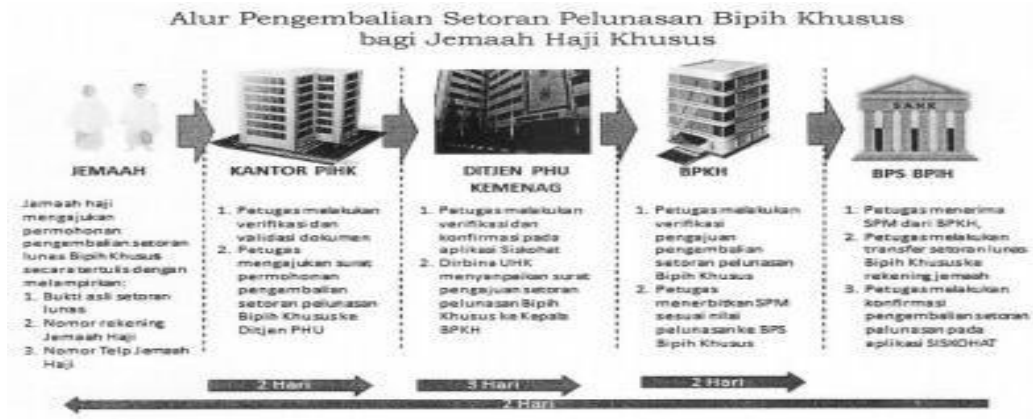 Alur Pengembalian Setoran Pelunasan Bipih Khusus
bagi Jemaah Haji Khusus
JEMAAH
Jemaah haji
mengajukan
permohonan
pengembalian setoran
lunas Bipih Khusus
secara tertulis dengan
melampirkan:
1. Bukti asli setoran
lunas
2. Nomor rekening
Jemaah Haji
3. Nomor Telp Jemaah
Haji
KANTOR PIHK
1. Petugas melakukan
verifikasi dan
validasi dokumen
2. Petugas
mengajukan surat
permohonan
pengembalian
setoran pelunasan
Bipih Khusus ke
Ditjen PHU
DITJEN PHU
KEMENAG
1. Petugas melakukan
verifikasi dan
konfirmasi pada
aplikasi Siskohat
2. Dirbina UHK
menyampaikan surat
pengajuan setoran
pelunasan Bipih
Khusus ke Kepala
BPKH
BPKH
1. Petugas melakukan
verifikasi
pengajuan
pengembalian
setoran pelunasan
Bipih Khusus
2. Petugas
menerbitkan SPM
sesuai nilai
pelunasan ke BPS
Bipih Khusus
BANK
BPS BPIH
1. Petugas menerima
SPM dari BPKH,
2. Petugas melakukan
transfer setoran lunas
Bipih Khusus ke
rekening jemaah
3. Petugas melakukan
konfirmasi
pengembalian setoran
pelunasan pada
aplikasi SISKOHAT
2 Hari
3 Hari
2 Hari
2 Hari